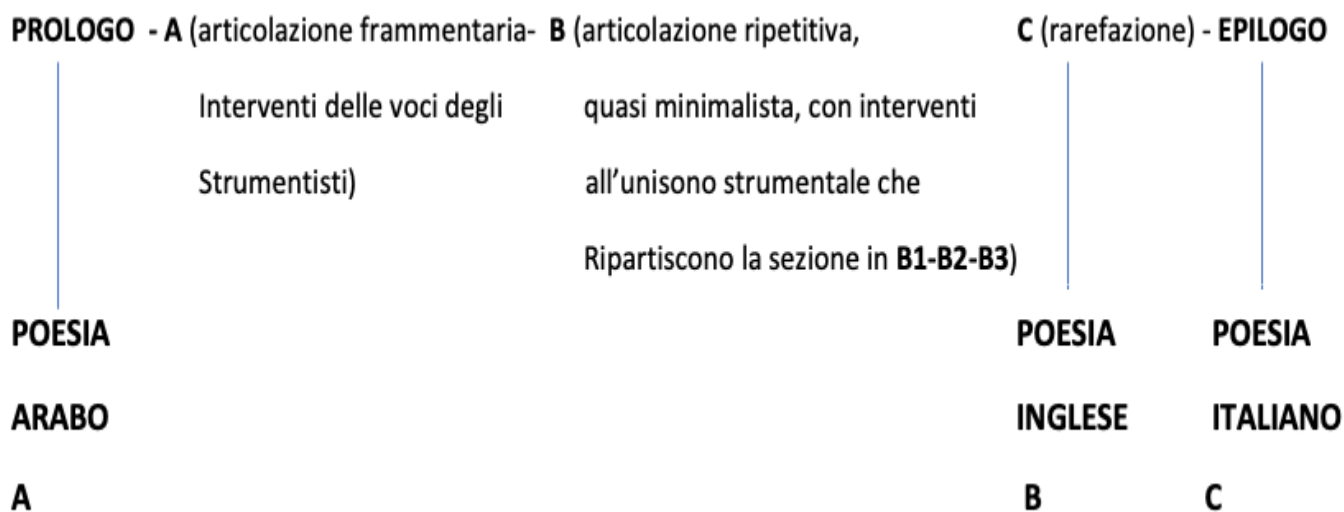 PROLOGO - A (articolazione frammentaria- B (articolazione ripetitiva, C (rarefazione) - EPILOGO
Interventi delle voci degli quasi minimalista, con interventi
Strumentisti) all'unisono strumentale che
Ripartiscono la sezione in B1-B2-B3)
POESIA POESIA POESIA
ARABO INGLESE ITALIANO
A B C